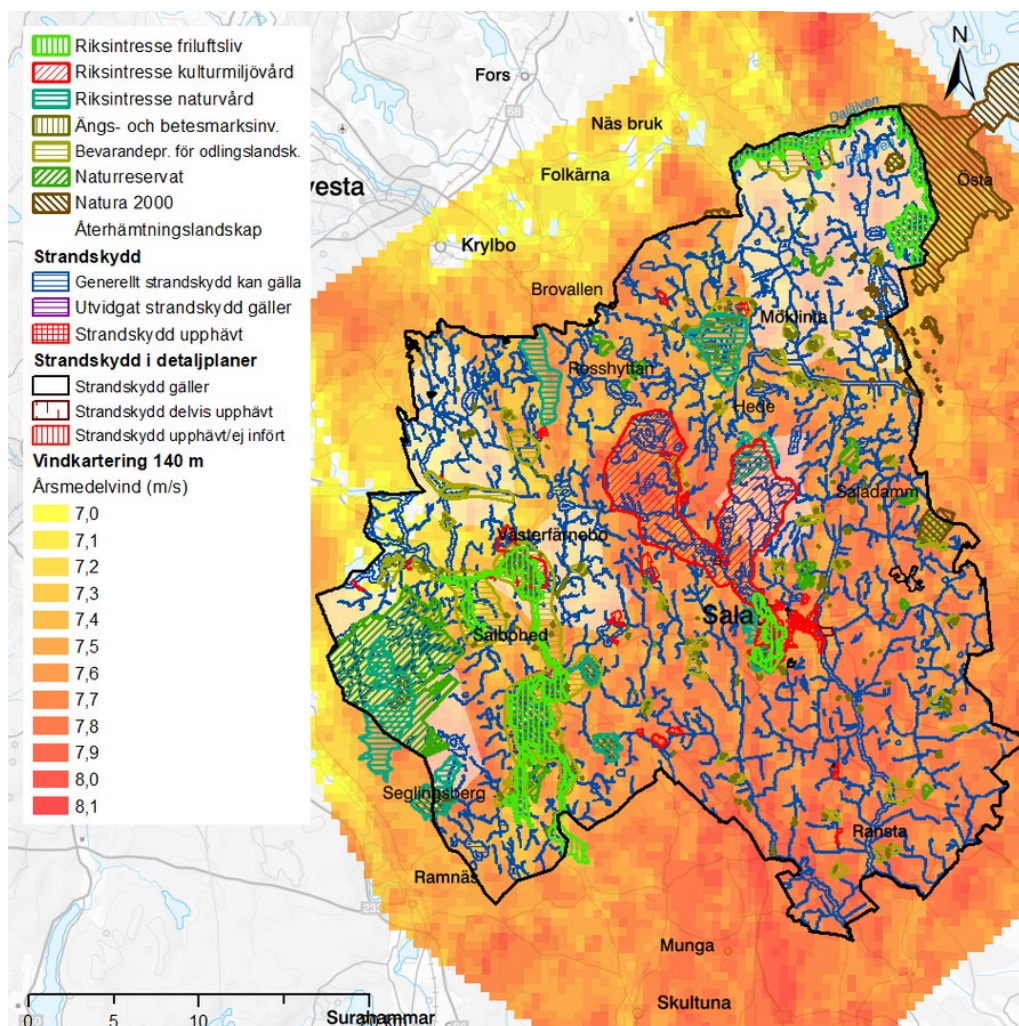 Riksintresse friluftsliv
Riksintresse kulturmiljövård
Riksintresse naturvård
Ängs- och betesmarksinv.
Bevarandepr. för odlingslandsk.
Naturreservat
Natura 2000
Återhämtningslandskap
Strandskydd
Generellt strandskydd kan gälla
Utvidgat strandskydd gäller
Strandskydd upphävt
Strandskydd i detaljplaner
Strandskydd gäller
Strandskydd delvis upphävt
Strandskydd upphävt/ej infört
Vindkartering 140 m
Årsmedelvind (m/s)
7,0
7,1
7,2
7,3
7,4
7,5
7,6
7,7
7,8
7,9
8,0
8,1
N
Fors
68
Näs bruk
Dalälven
Folkärna
vesta
Östa
Krylbo
Brovallen
Möklinta
Rosshyttan
Hede
Saladamm
Västerfärnebo
Sala
Salbohed
Seglingsberg
Ransta
Ramnäs
233
Munga
Skultuna
0
5
10
Surahammar